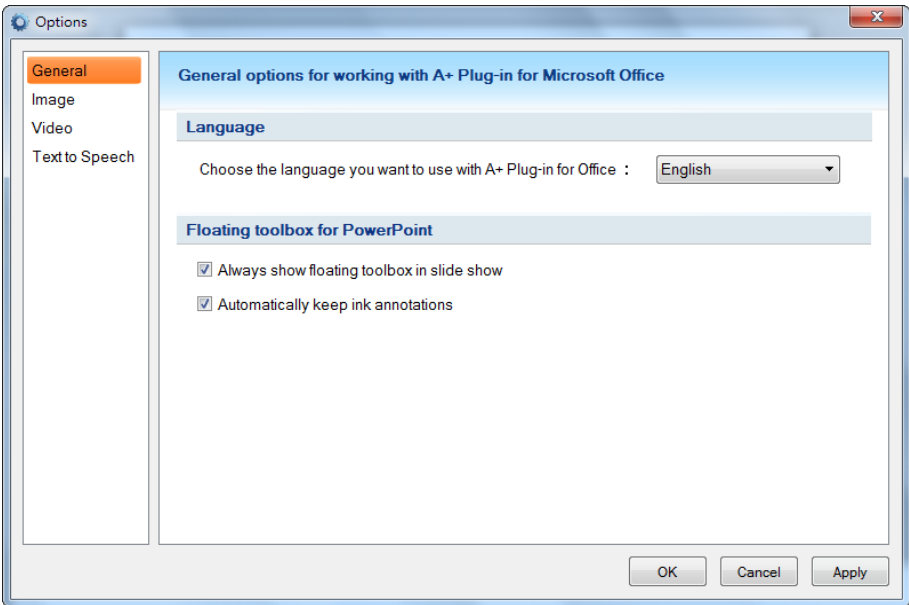 Options
General
Image
Video
Text to Speech
General options for working with A+ Plug-in for Microsoft Office
Language
Choose the language you want to use with A+ Plug-in for Office : English
Floating toolbox for PowerPoint
Always show floating toolbox in slide show
Automatically keep ink annotations
OK Cancel Apply